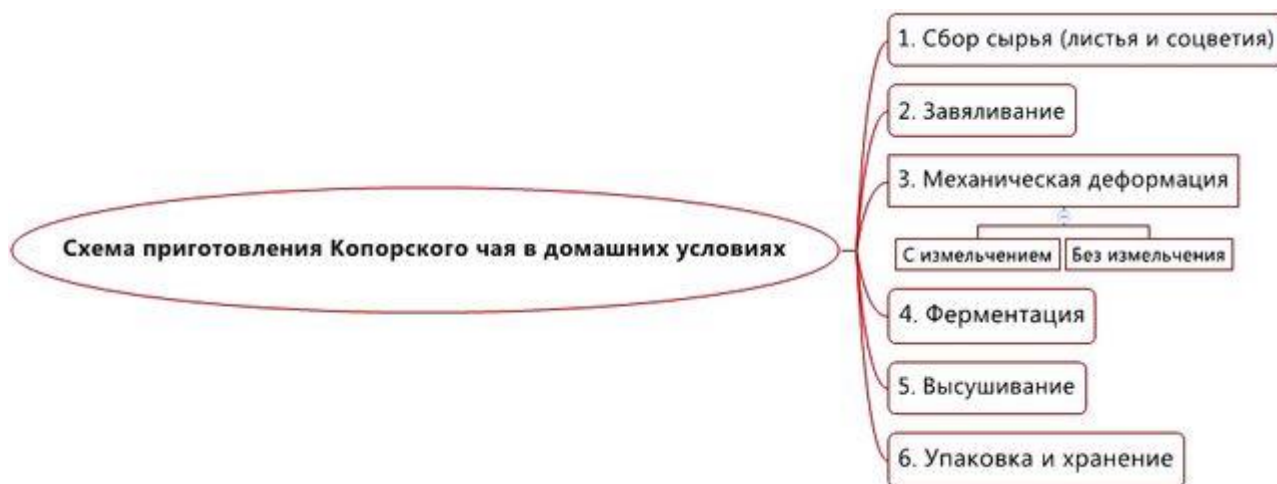 Схема приготовления Копорского чая в домашних условиях
1. Сбор сырья (листья и соцветия)
2. Завяливание
3. Механическая деформация
С измельчением
Без измельчения
4. Ферментация
5. Высушивание
6. Упаковка и хранение